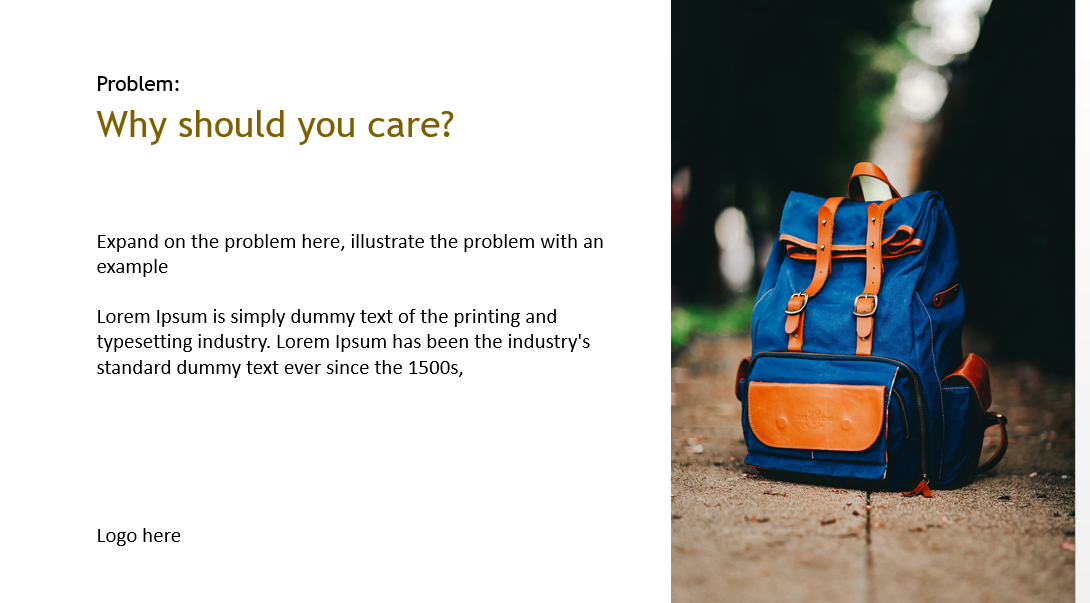 Problem:
Why should you care?
Expand on the problem here, illustrate the problem with an
example
Lorem Ipsum is simply dummy text of the printing and
typesetting industry. Lorem Ipsum has been the industry's
standard dummy text ever since the 1500s,
Logo here